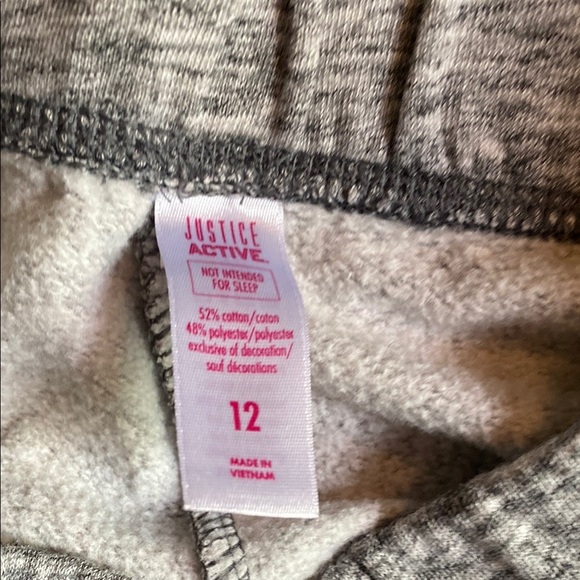 JUSTICE
ACTIVE
NOT INTENDED
FOR SLEEP
52% cotton/coton
48% polyester/polyester
exclusive of decoration/
sauf décorations
12
MADE IN
VIETNAM